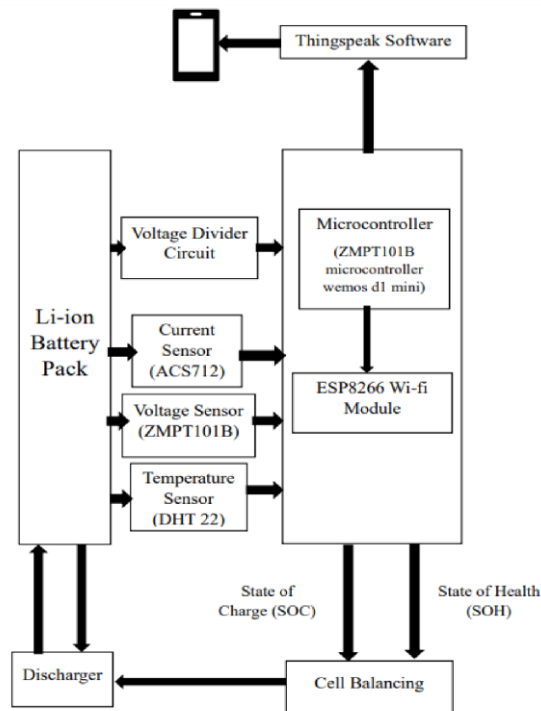 Thingspeak Software
Voltage Divider
Circuit
Microcontroller
(ZMPT101B
microcontroller
wemos d1 mini)
Li-ion
Battery
Pack
Current
Sensor
(ACS712)
ESP8266 Wi-fi
Module
Voltage Sensor
(ZMPT101B)
Temperature
Sensor
(DHT 22)
State of
Charge (SOC)
State of Health
(SOH)
Discharger
Cell Balancing